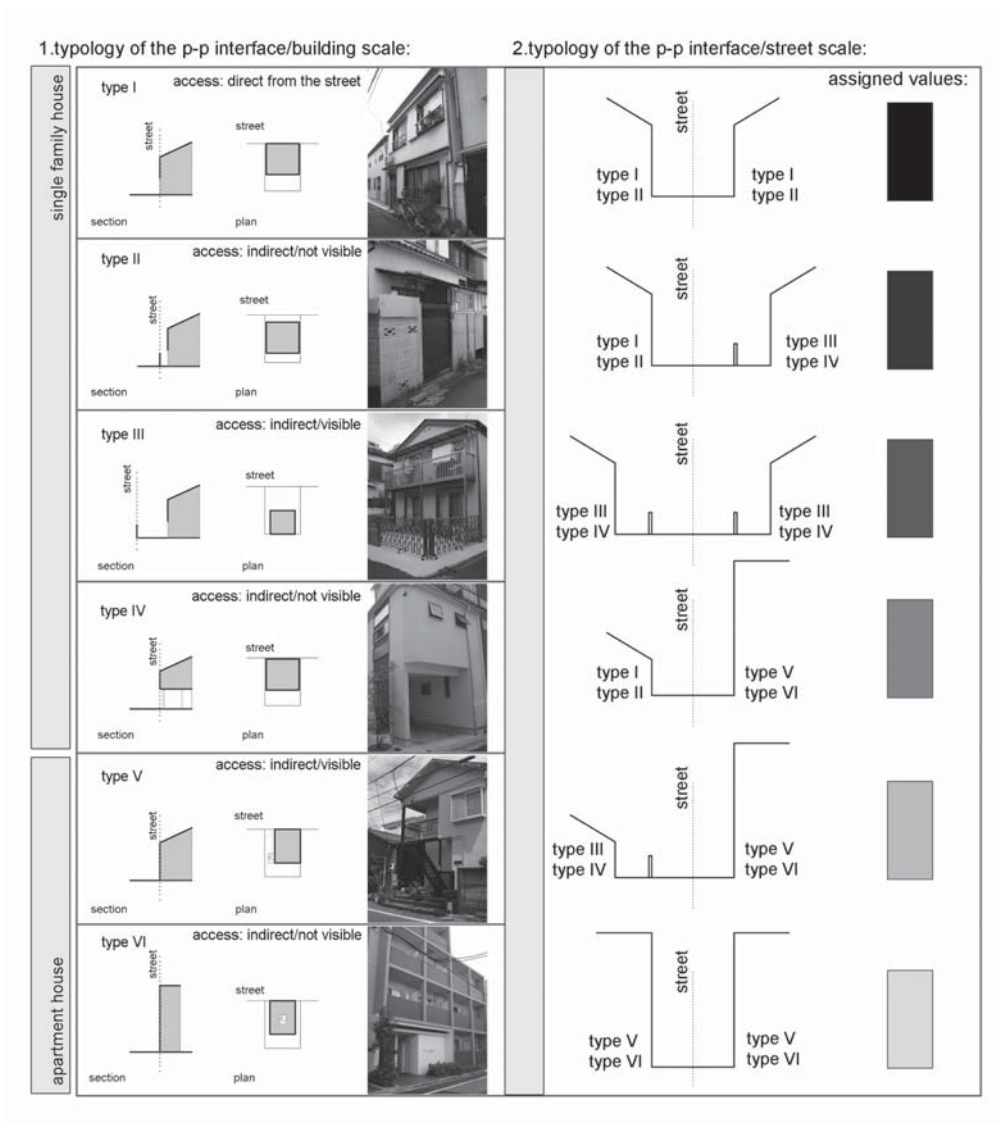 1.typology of the p-p interface/building scale:
single family house
type I
access: direct from the street
street
street
section
plan
type II
access: indirect/not visible
street
street
section
plan
type III
access: indirect/visible
street
street
section
plan
type IV
access: indirect/not visible
street
street
section
plan
apartment house
type V
access: indirect/visible
street
street
section
plan
type VI
access: indirect/not visible
street
street
section
plan
2.typology of the p-p interface/street scale:
assigned values:
street
type I
type II
type I
type II
street
type I
type II
type III
type IV
street
type III
type IV
type III
type IV
street
type I
type II
type V
type VI
street
type III
type IV
type V
type VI
street
type V
type VI
type V
type VI